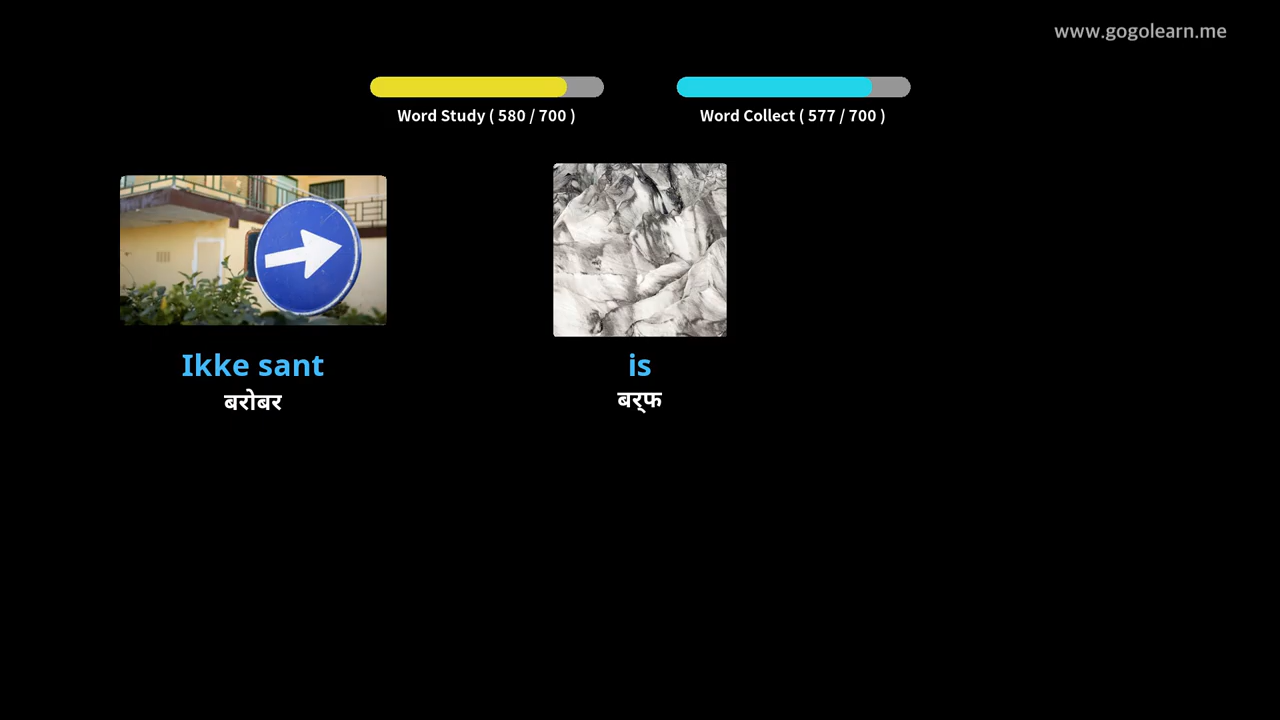 www.gogolearn.me
Word Study ( 580 / 700 )
Word Collect ( 577 / 700 )
Ikke sant
बरोबर
is
बर्फ